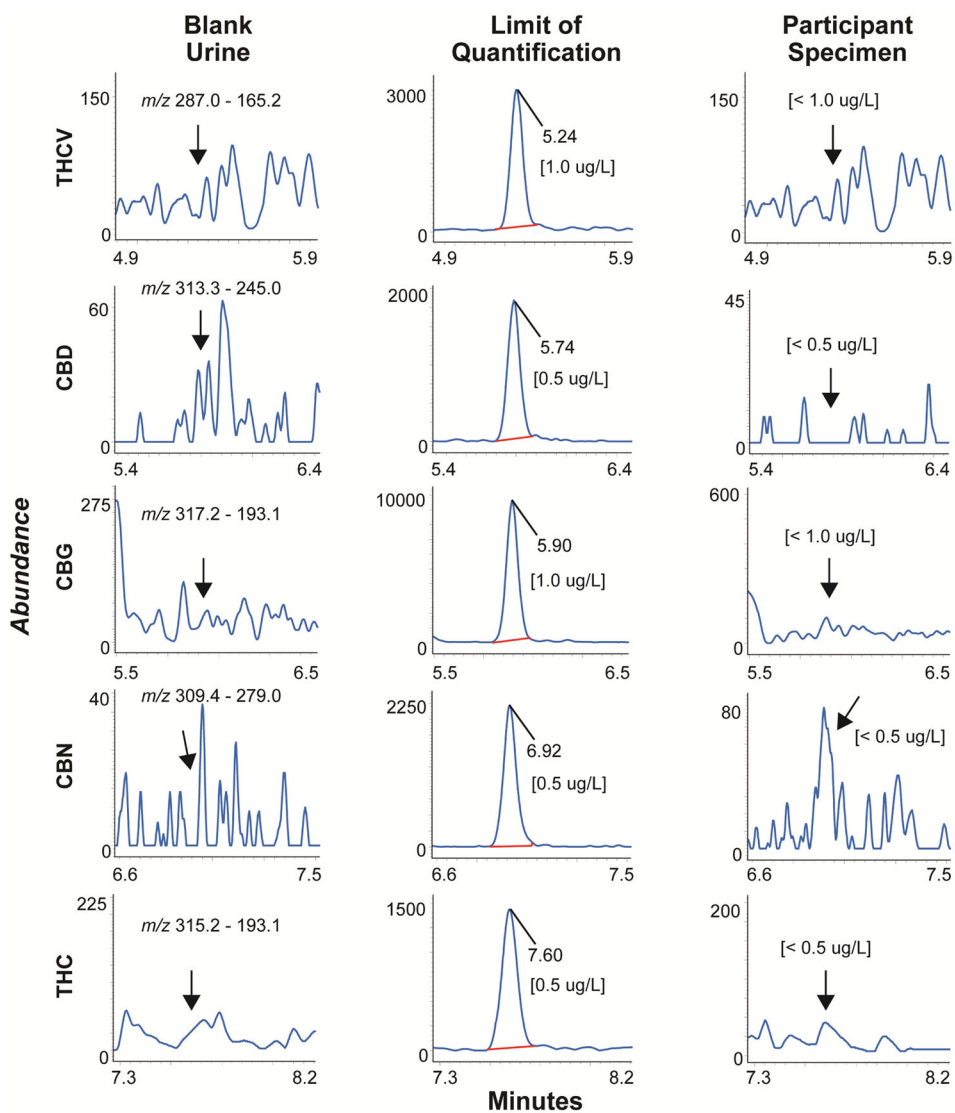 Blank
Urine
Limit of
Quantification
Participant
Specimen
THCV
150
0
m/z 287.0 - 165.2
4.9
5.9
3000
0
5.24
[1.0 ug/L]
4.9
5.9
150
0
[< 1.0 ug/L]
4.9
5.9
CBD
60
0
m/z 313.3 - 245.0
5.4
6.4
2000
0
5.74
[0.5 ug/L]
5.4
6.4
45
0
[< 0.5 ug/L]
5.4
6.4
Abundance
CBG
275
0
m/z 317.2 - 193.1
5.5
6.5
10000
0
5.90
[1.0 ug/L]
5.5
6.5
600
0
[< 1.0 ug/L]
5.5
6.5
CBN
40
0
m/z 309.4 - 279.0
6.6
7.5
2250
0
6.92
[0.5 ug/L]
6.6
7.5
80
0
[< 0.5 ug/L]
6.6
7.5
THC
225
0
m/z 315.2 - 193.1
7.3
8.2
1500
0
7.60
[0.5 ug/L]
7.3
8.2
200
0
[< 0.5 ug/L]
7.3
8.2
Minutes